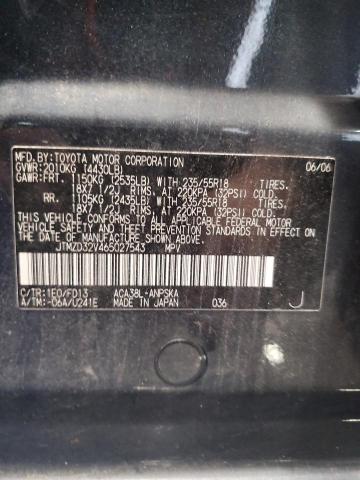 MFD. BY:TOYOTA MOTOR CORPORATION 06/06
GVWR:2010KG (4430LB)
GAWR:FRT. 1150KG (2535LB) WITH 235/55R18 TIRES.
18X7 1/2J RIMS, AT 220KPA (32PSI) COLD.
RR. 1105KG (2435LB) WITH 235/55R18 TIRES.
18X7 1/2J RIMS, AT 220KPA (32PSI) COLD.
THIS VEHICLE CONFORMS TO ALL APPLICABLE FEDERAL MOTOR
VEHICLE SAFETY, BUMPER, AND THEFT PREVENTION STANDARDS
IN EFFECT ON THE DATE OF MANUFACTURE SHOWN ABOVE.
JTMZD32V465027543 MPV
C/TR:1E0/FD13 ACA38L-ANPSKA
A/TM:-06A/U241E MADE IN JAPAN 036 J